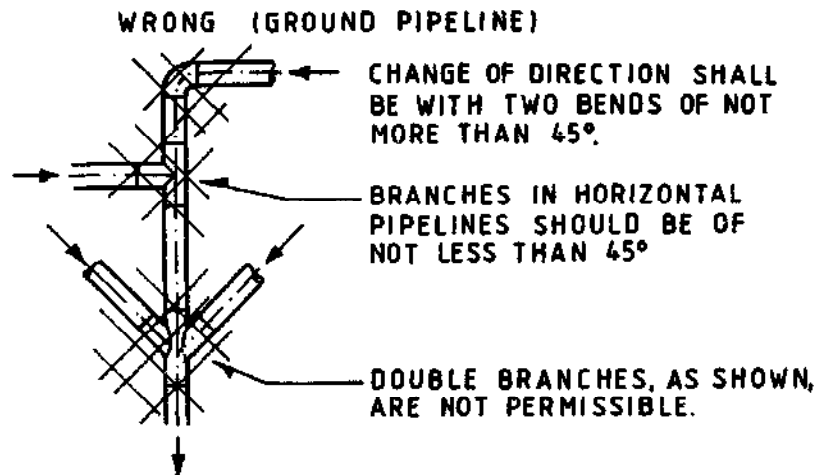 WRONG (GROUND PIPELINE)
CHANGE OF DIRECTION SHALL
BE WITH TWO BENDS OF NOT
MORE THAN 45°.
BRANCHES IN HORIZONTAL
PIPELINES SHOULD BE OF
NOT LESS THAN 45°
DOUBLE BRANCHES, AS SHOWN,
ARE NOT PERMISSIBLE.